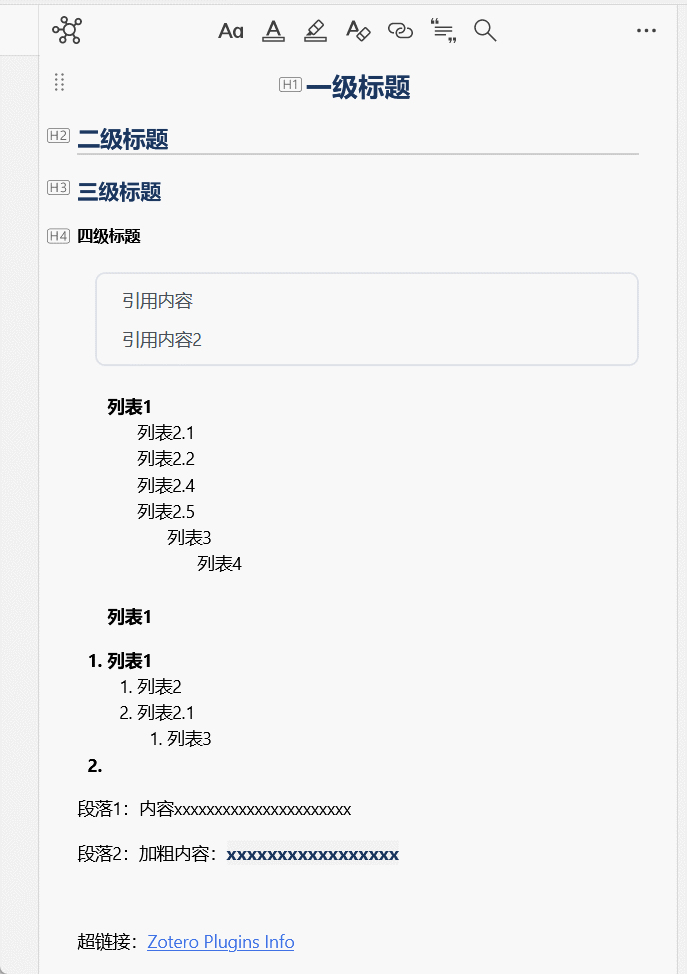 Aa A A
H1 一级标题
H2 二级标题
H3 三级标题
H4 四级标题
引用内容
引用内容2
列表1
列表2.1
列表2.2
列表2.4
列表2.5
列表3
列表4
列表1
1. 列表1
1. 列表2
2. 列表2.1
1. 列表3
2.
段落1：内容xxxxxxxxxxxxxxxxxxxxxx
段落2：加粗内容：xxxxxxxxxxxxxxxxx
超链接：Zotero Plugins Info